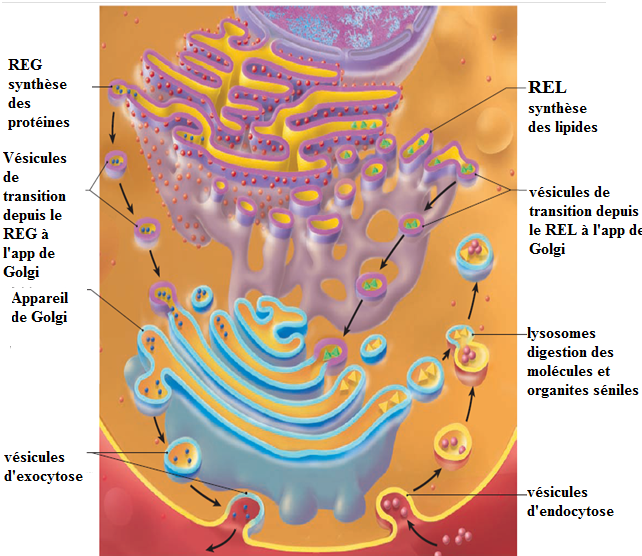 REG
synthèse
des
protéines
Vésicules
de
transition
depuis le
REG à
l'app de
Golgi
Appareil
de Golgi
vésicules
d'exocytose
REL
synthèse
des lipides
vésicules de
transition depuis
le REL à l'app de
Golgi
lysosomes
digestion des
molécules et
organites séniles
vésicules
d'endocytose